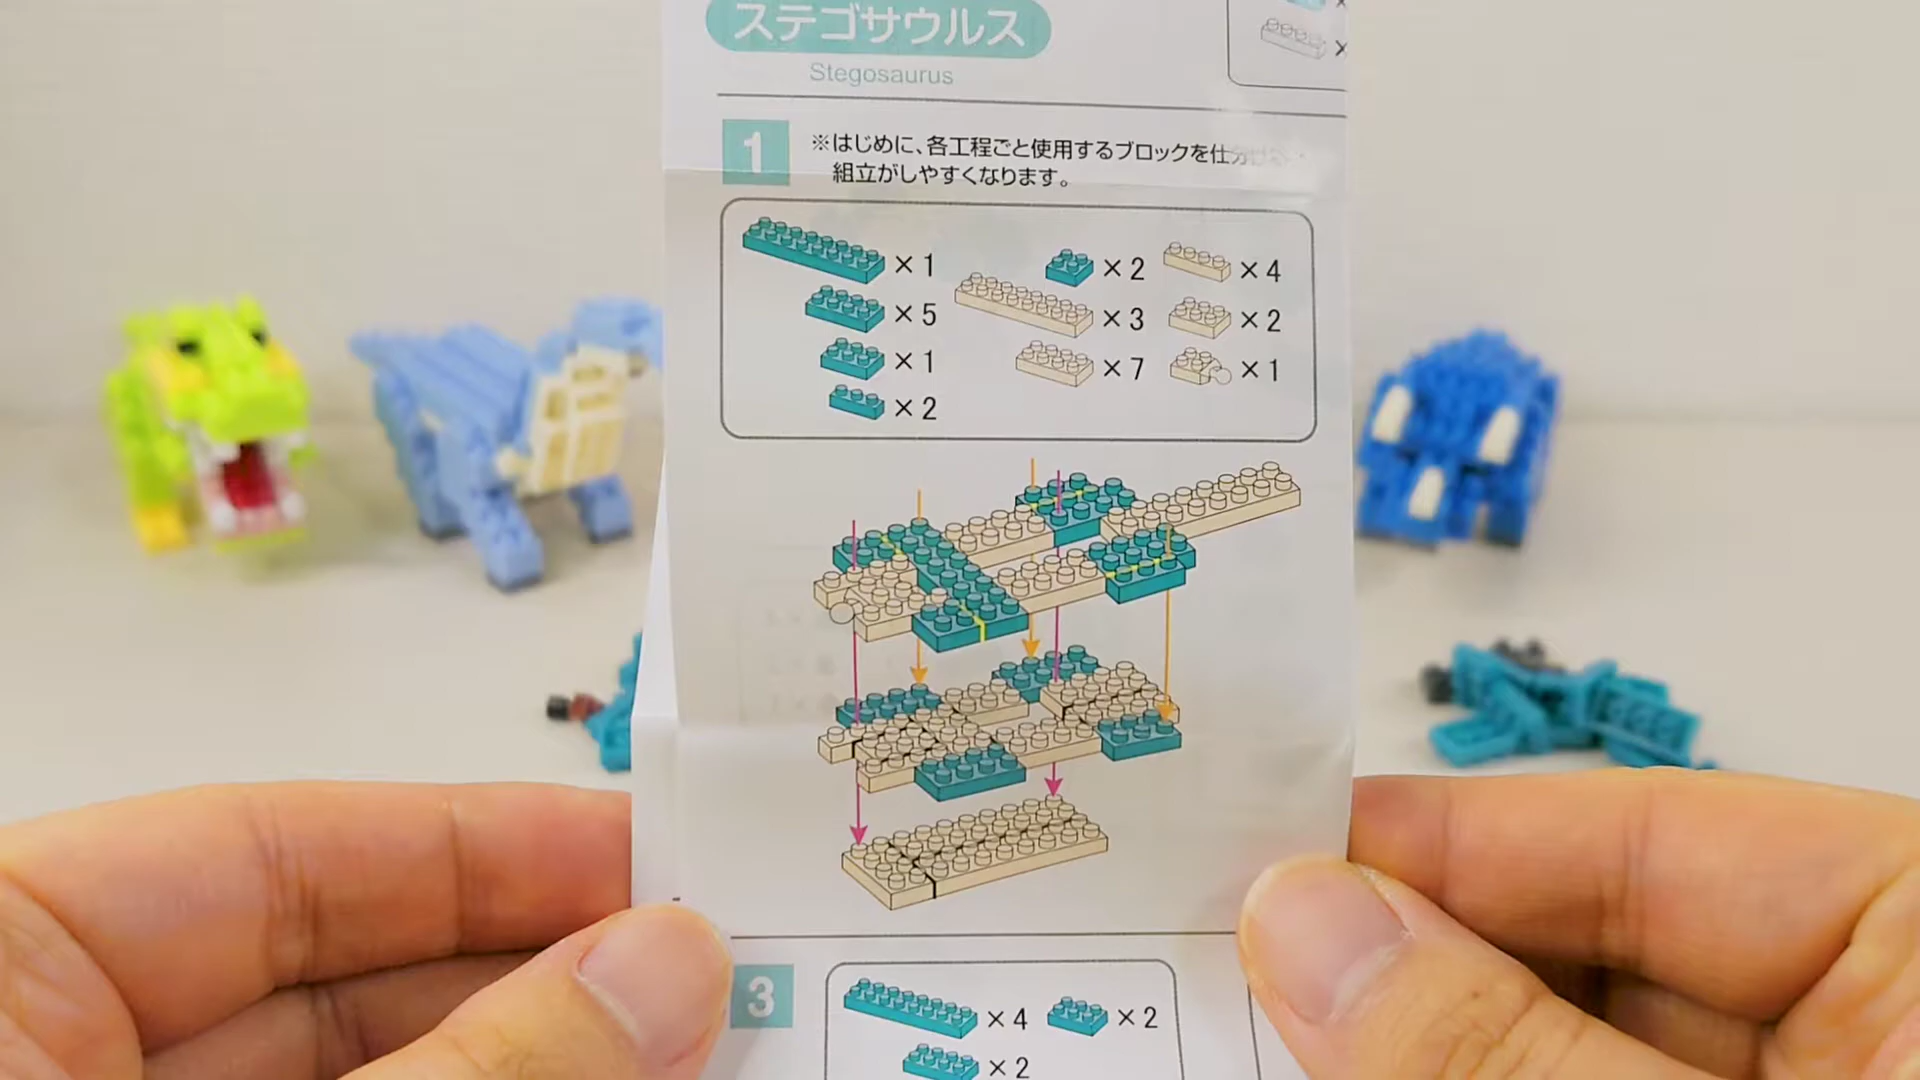 ステゴサウルス
Stegosaurus
1
※はじめに、各工程ごと使用するブロックを仕分
組立がしやすくなります。
×1 ×2 ×4
×5 ×3 ×2
×1 ×7 ×1
×2
3
×4 ×2
×2